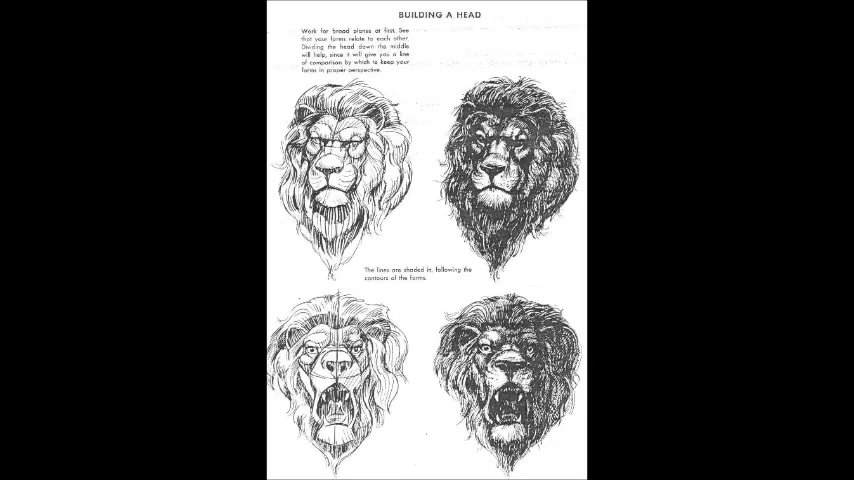 BUILDING A HEAD
Work for broad planes at first. See
that your forms relate to each other.
Dividing the head down the middle
will help, since it will give you a line
of comparison by which to keep your
forms in proper perspective.
The lines are shaded in, following the
contours of the forms.